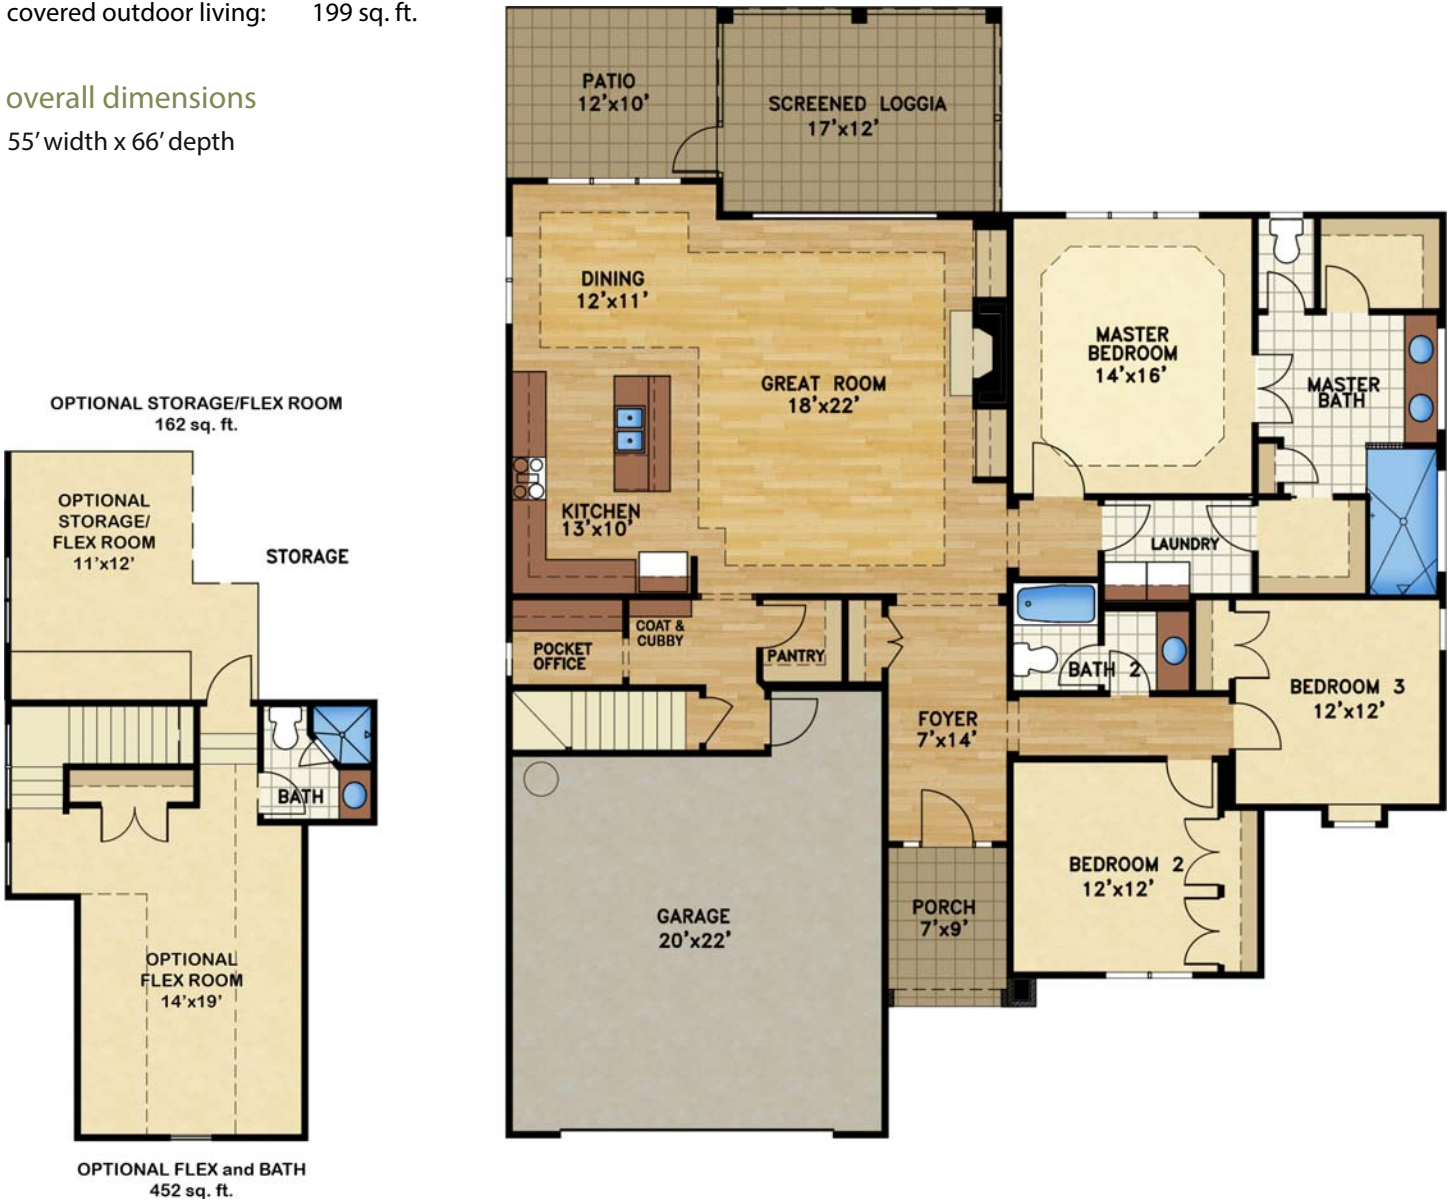 covered outdoor living: 199 sq. ft.
overall dimensions
55' width x 66' depth
OPTIONAL STORAGE/FLEX ROOM
162 sq. ft.
OPTIONAL
STORAGE/
FLEX ROOM
11'x12'
STORAGE
BATH
OPTIONAL
FLEX ROOM
14'x19'
OPTIONAL FLEX and BATH
452 sq. ft.
PATIO
12'x10'
SCREENED LOGGIA
17'x12'
DINING
12'x11'
GREAT ROOM
18'x22'
MASTER
BEDROOM
14'x16'
MASTER
BATH
KITCHEN
13'x10'
LAUNDRY
POCKET
OFFICE
COAT &
CUBBY
PANTRY
BATH 2
BEDROOM 3
12'x12'
FOYER
7'x14'
BEDROOM 2
12'x12'
GARAGE
20'x22'
PORCH
7'x9'